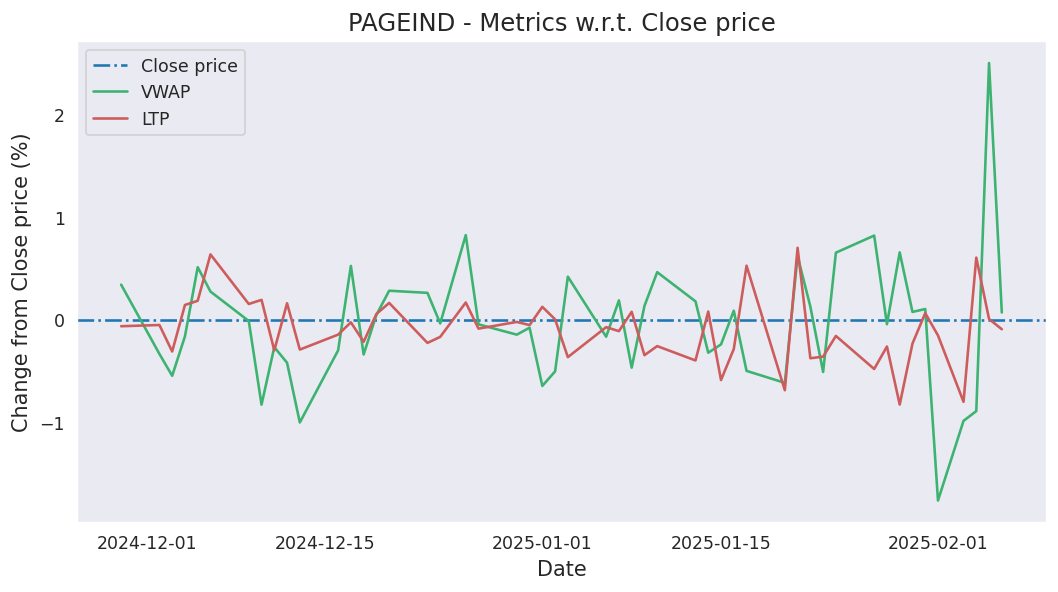 PAGEIND - Metrics w.r.t. Close price
Close price
VWAP
LTP
Change from Close price (%)
2
1
0
−1
2024-12-01
2024-12-15
2025-01-01
2025-01-15
2025-02-01
Date